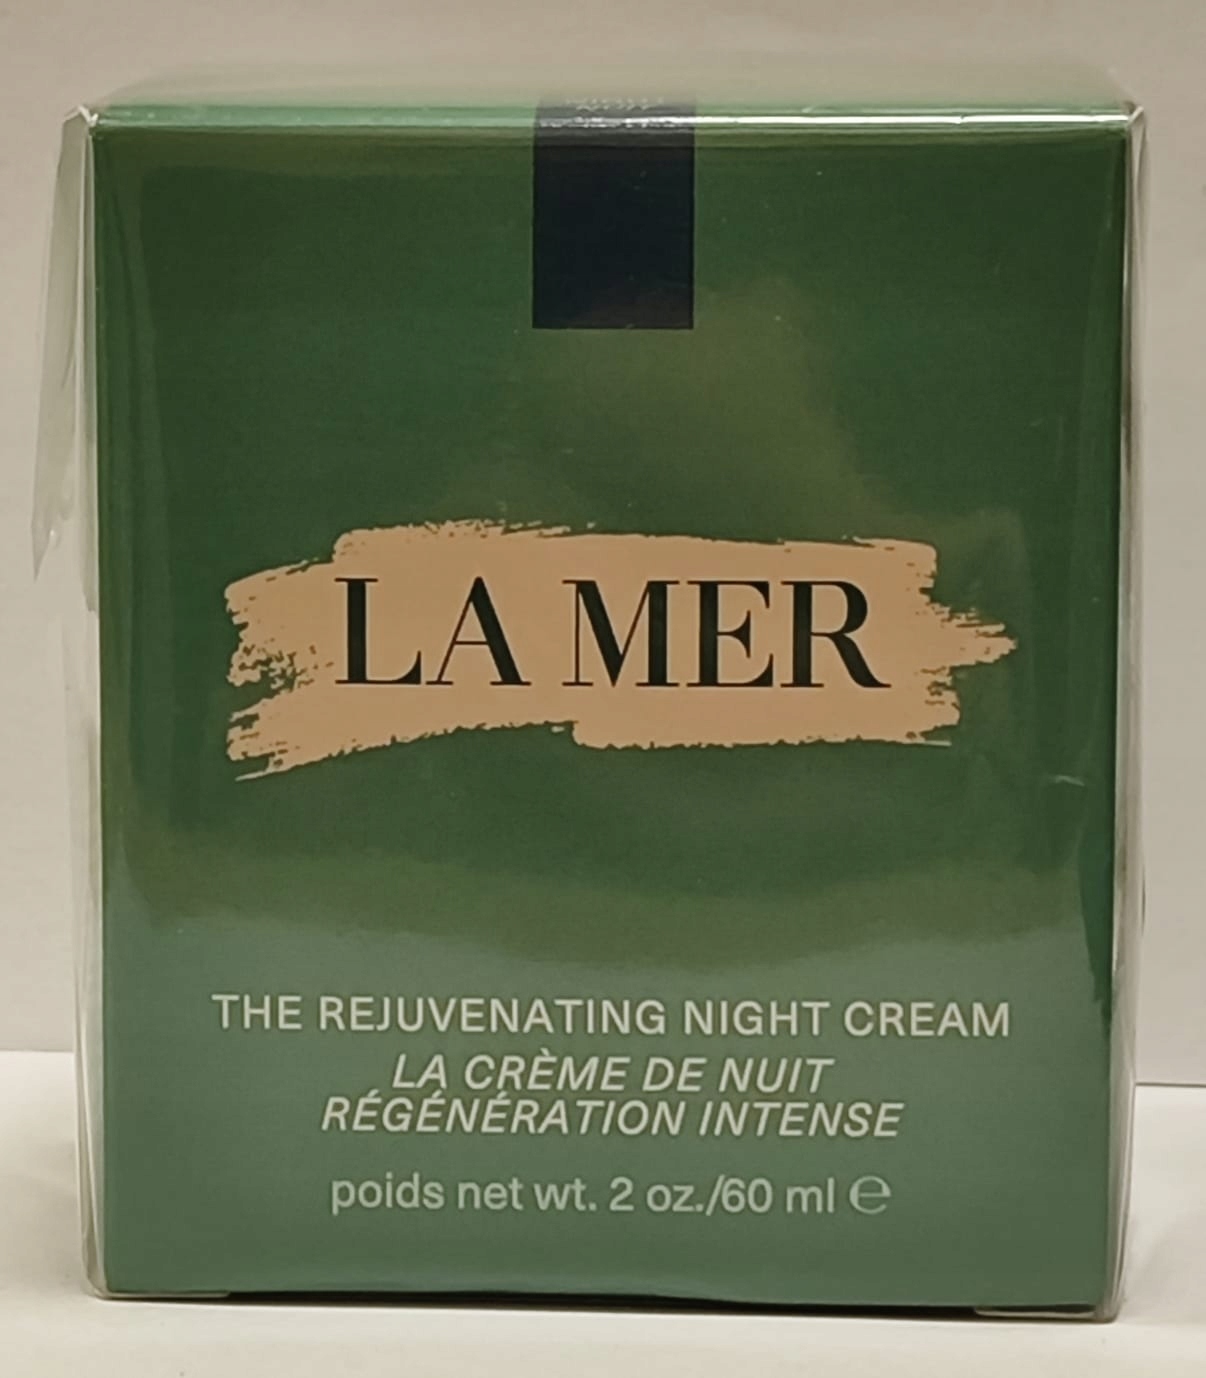 LA MER
THE REJUVENATING NIGHT CREAM
LA CRÈME DE NUIT
RÉGÉNÉRATION INTENSE
poids net wt. 2 oz./60 ml ℮